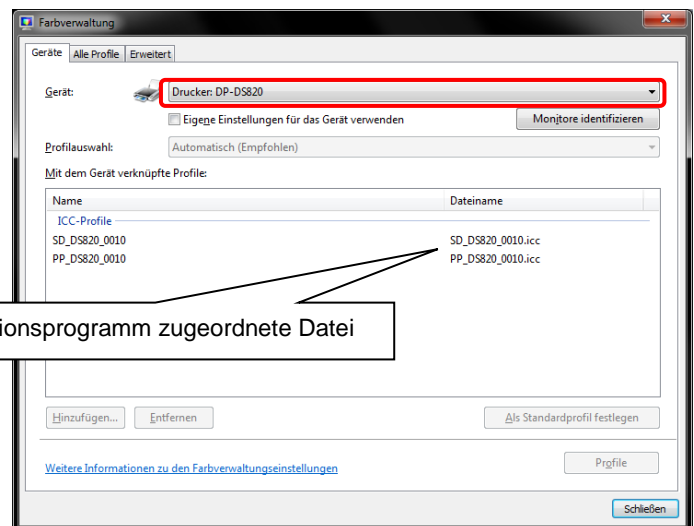 Farbverwaltung
Geräte Alle Profile Erweitert
Gerät: Drucker: DP-DS820
Eigene Einstellungen für das Gerät verwenden Monitore identifizieren
Profilauswahl: Automatisch (Empfohlen)
Mit dem Gerät verknüpfte Profile:
Name Dateiname
ICC-Profile
SD_DS820_0010 SD_DS820_0010.icc
PP_DS820_0010 PP_DS820_0010.icc
ionsprogramm zugeordnete Datei
Hinzufügen... Entfernen Als Standardprofil festlegen
Weitere Informationen zu den Farbverwaltungseinstellungen Profile
Schließen